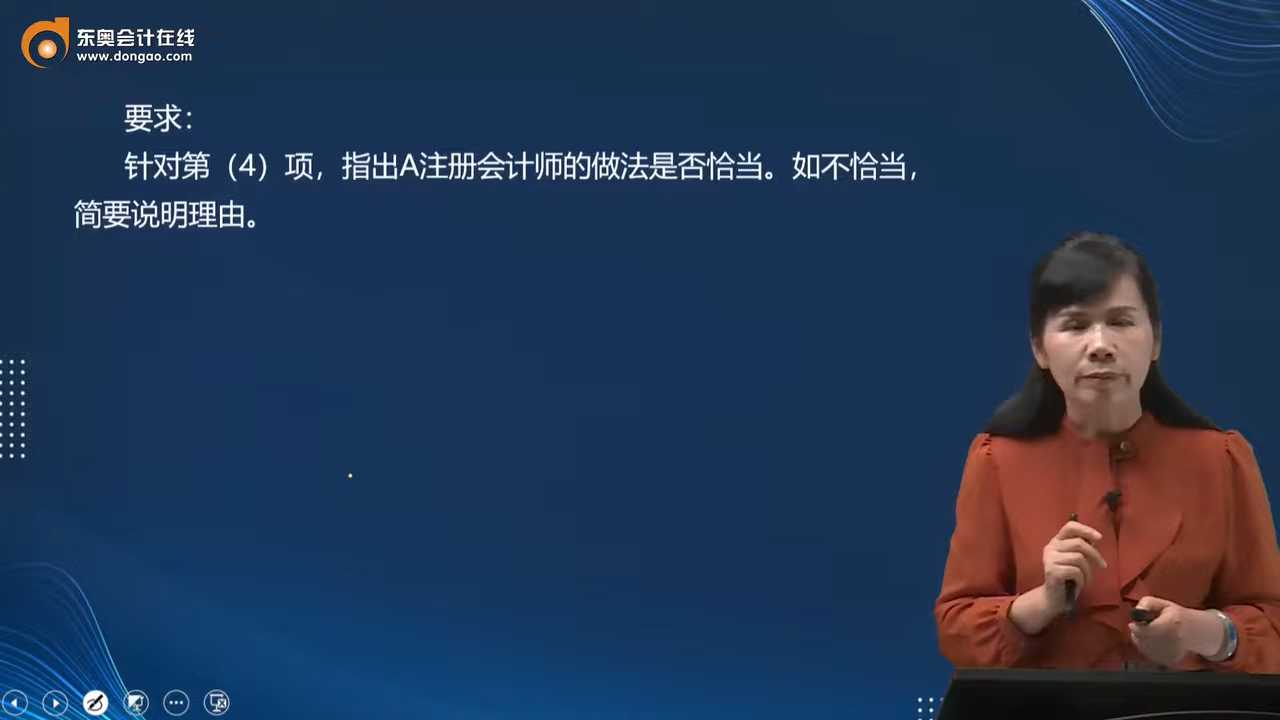 东奥会计在线
www.dongao.com
要求：
针对第（4）项，指出A注册会计师的做法是否恰当。如不恰当，
简要说明理由。